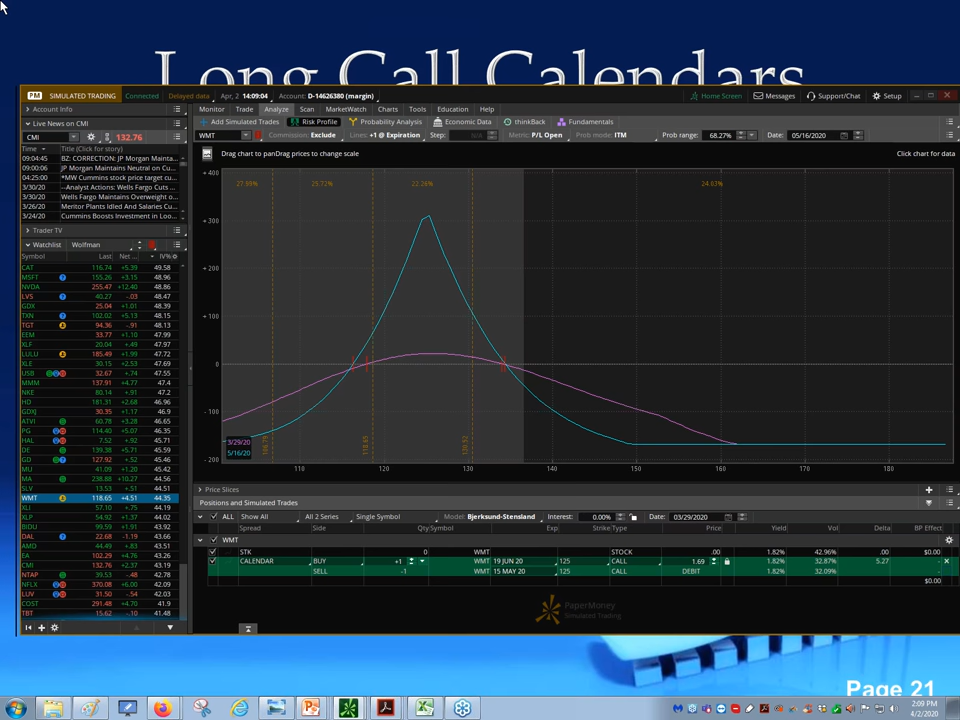 Long Call Calendars
PM SIMULATED TRADING Connected Delayed data Apr, 2 14:09:04 Account: D-14626380 (margin) Home Screen Messages Support/Chat Setup
Account Info
Monitor Trade Analyze Scan MarketWatch Charts Tools Education Help
Live News on CMI
Add Simulated Trades Risk Profile Probability Analysis Economic Data thinkBack Fundamentals
CMI 132.76
WMT Commission: Exclude Lines: +1 @ Expiration Step: N/A Metric: P/L Open Prob mode: ITM Prob range: 68.27% Date: 05/16/2020
Time Title (Click for story)
Drag chart to panDrag prices to change scale Click chart for data
09:04:45 BZ: CORRECTION: JP Morgan Mainta...
09:00:06 JP Morgan Maintains Neutral on Cu...
04:25:00 *MW Cummins stock price target cu...
3/30/20 --Analyst Actions: Wells Fargo Cuts ...
3/30/20 Wells Fargo Maintains Overweight o...
3/26/20 Meritor Plants Idled And Salaries Cu...
3/24/20 Cummins Boosts Investment in Loo...
Trader TV
Watchlist Wolfman
Symbol Last Net ... IV%
CAT 116.74 +5.39 49.58
MSFT 155.26 +3.15 48.96
NVDA 255.47 +12.40 48.86
LVS 40.27 -.03 48.47
GDX 25.04 +1.01 48.39
TXN 102.02 +5.13 48.15
TGT 94.36 -.91 48.13
EEM 33.77 +1.10 47.99
XLF 20.04 +.49 47.97
LULU 185.49 +1.99 47.72
XLE 30.15 +2.53 47.69
USB 32.67 +.74 47.55
MMM 137.91 +4.77 47.4
NKE 80.14 +.91 47.2
HD 181.31 +2.68 46.96
GDXJ 30.35 +1.17 46.9
ATVI 60.78 +3.28 46.65
PG 114.40 +5.07 46.35
HAL 7.52 +.92 45.71
DE 139.38 +5.71 45.59
GD 127.92 +.52 45.46
MU 41.09 +1.20 45.42
MA 238.88 +10.27 44.56
SLV 13.53 +.51 44.51
WMT 118.65 +4.51 44.35
XLI 57.10 +.74 44.19
XLP 54.92 +1.37 44.02
BIDU 99.59 +1.91 43.92
DAL 22.68 -1.19 43.66
AMD 44.49 +.83 43.51
EA 102.29 +4.76 43.26
CMI 132.76 +2.37 43.19
NTAP 39.53 -.48 42.78
NFLX 370.08 +6.00 42.09
LUV 31.50 -.54 42.03
COST 291.48 +4.70 41.9
TBT 15.62 -.10 41.48
+400
27.59% 25.72% 22.26% 24.03%
+300
+200
+100
0
-100
3/29/20
5/16/20
118.65
-200
110 120 130 140 150 160 170 180
Price Slices
Positions and Simulated Trades
ALL Show All All 2 Series Single Symbol Model: Bjerksund-Stensland Interest: 0.00% Date: 03/29/2020
Spread Side Qty Symbol Exp Strike Type Price Yield Vol Delta BP Effect
WMT
STK 0 WMT STOCK .00 1.82% 42.96% .00 $0.00
CALENDAR BUY +1 WMT 19 JUN 20 125 CALL 1.69 1.82% 32.87% 5.27 -
SELL -1 WMT 15 MAY 20 125 CALL DEBIT 1.82% 32.09%
$0.00
PaperMoney
Simulated Trading
Page 21
2:09 PM
4/2/2020